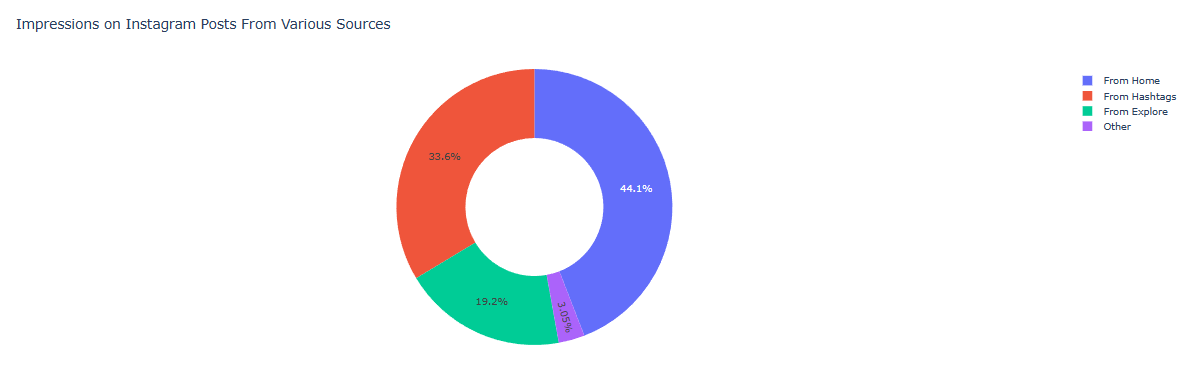 Impressions on Instagram Posts From Various Sources
From Home
From Hashtags
From Explore
Other
33.6%
44.1%
19.2%
3.05%